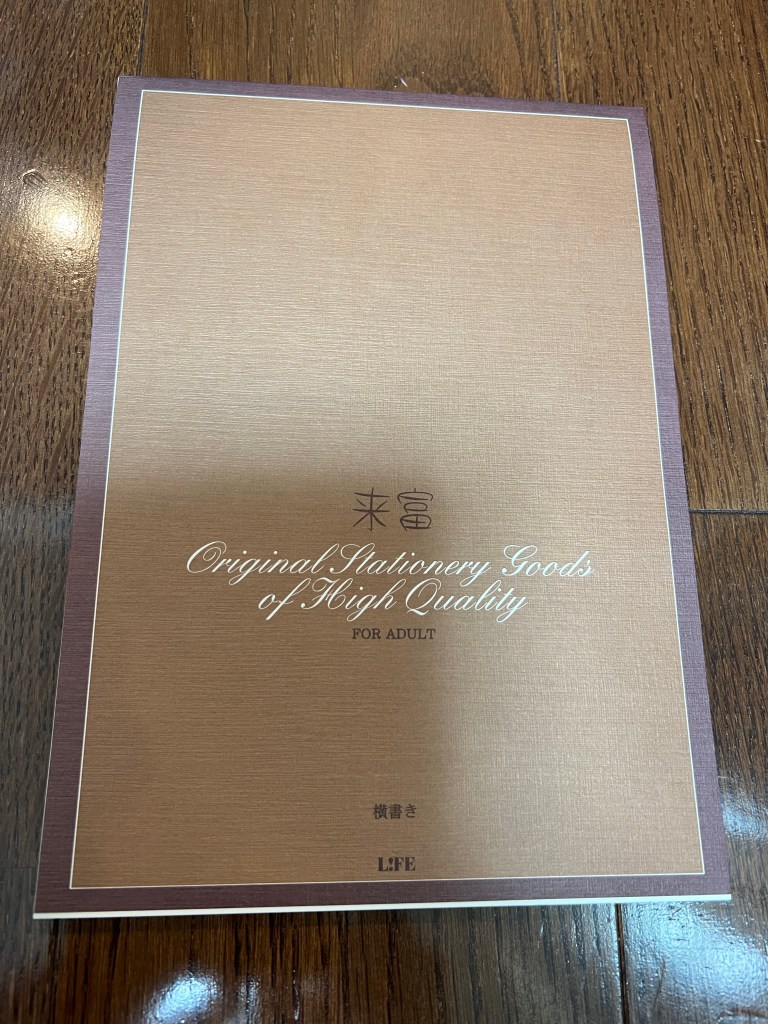 来富
Original Stationery Goods
of High Quality
FOR ADULT
横書き
L!FE